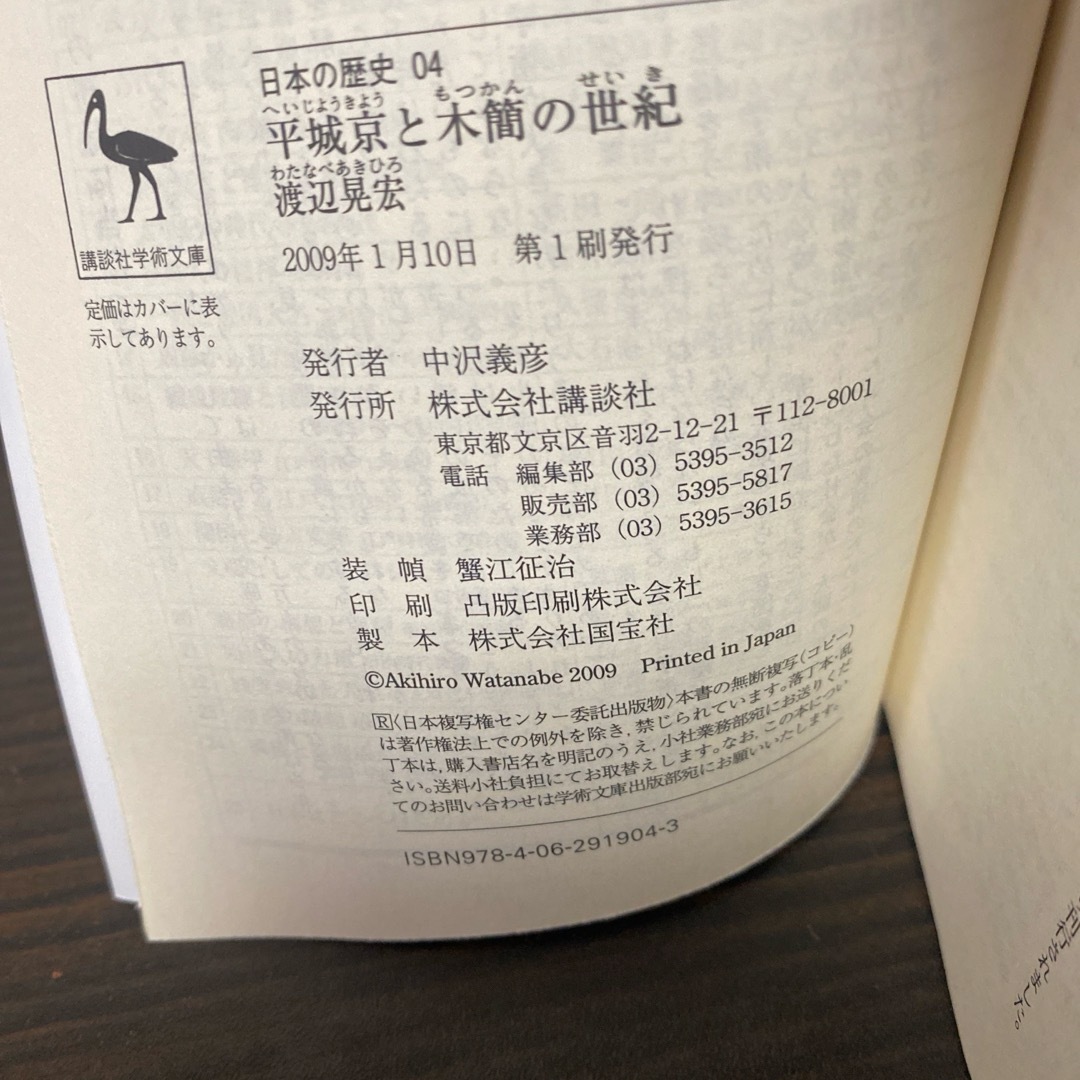 日本の歴史 04
へいじょうきょう もっかん せいき
平城京と木簡の世紀
わたなべあきひろ
渡辺晃宏
2009年1月10日 第1刷発行
講談社学術文庫
定価はカバーに表
示してあります。
発行者 中沢義彦
発行所 株式会社講談社
東京都文京区音羽2-12-21 〒112-8001
電話 編集部 (03) 5395-3512
販売部 (03) 5395-5817
業務部 (03) 5395-3615
装 幀 蟹江征治
印 刷 凸版印刷株式会社
製 本 株式会社国宝社
©Akihiro Watanabe 2009 Printed in Japan
Ⓡ〈日本複写権センター委託出版物〉本書の無断複写(コピー)
は著作権法上での例外を除き,禁じられています。落丁本・乱
丁本は,購入書店名を明記のうえ,小社業務部宛にお送りくだ
さい。送料小社負担にてお取替えします。なお,この本につい
てのお問い合わせは学術文庫出版部宛にお願いいたします。
ISBN978-4-06-291904-3
刊行されました。